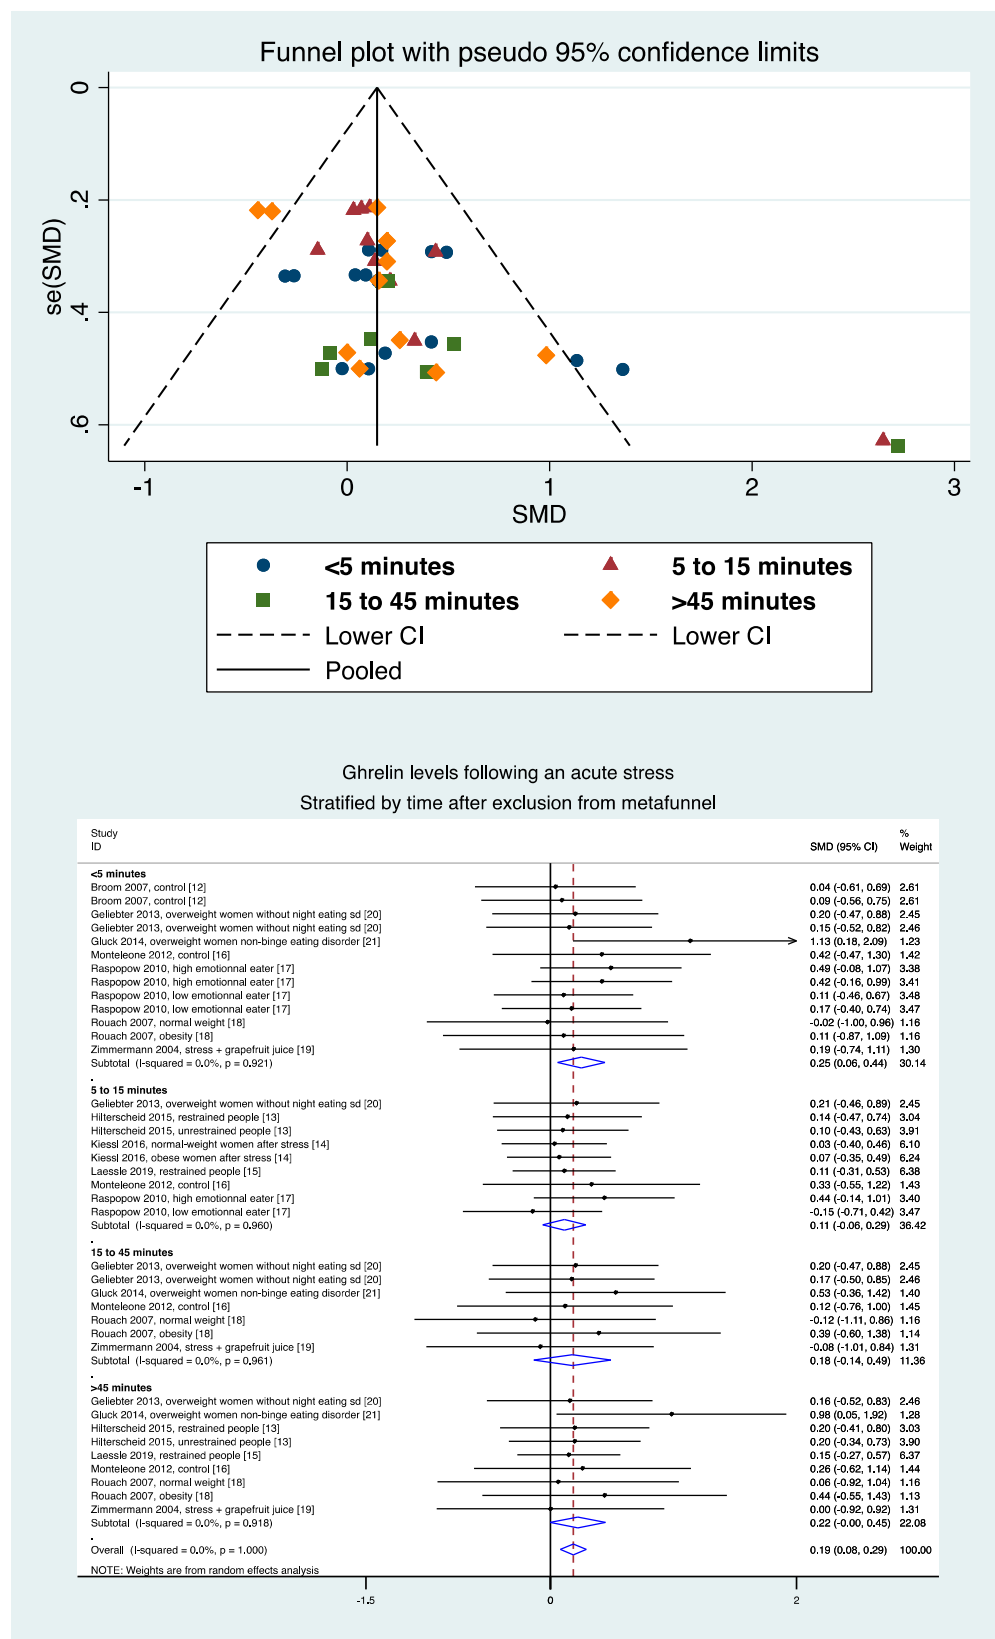 Funnel plot with pseudo 95% confidence limits
0
.2
.4
.6
se(SMD)
-1 0 1 2 3
SMD
<5 minutes 5 to 15 minutes
15 to 45 minutes >45 minutes
Lower CI Lower CI
Pooled
Ghrelin levels following an acute stress
Stratified by time after exclusion from metafunnel
Study %
ID SMD (95% CI) Weight
<5 minutes
Broom 2007, control [12] 0.04 (-0.61, 0.69) 2.61
Broom 2007, control [12] 0.09 (-0.56, 0.75) 2.61
Geliebter 2013, overweight women without night eating sd [20] 0.20 (-0.47, 0.88) 2.45
Geliebter 2013, overweight women without night eating sd [20] 0.15 (-0.52, 0.82) 2.46
Gluck 2014, overweight women non-binge eating disorder [21] 1.13 (0.18, 2.09) 1.23
Monteleone 2012, control [16] 0.42 (-0.47, 1.30) 1.42
Raspopow 2010, high emotionnal eater [17] 0.49 (-0.08, 1.07) 3.38
Raspopow 2010, high emotionnal eater [17] 0.42 (-0.16, 0.99) 3.41
Raspopow 2010, low emotionnal eater [17] 0.11 (-0.46, 0.67) 3.48
Raspopow 2010, low emotionnal eater [17] 0.17 (-0.40, 0.74) 3.47
Rouach 2007, normal weight [18] -0.02 (-1.00, 0.96) 1.16
Rouach 2007, obesity [18] 0.11 (-0.87, 1.09) 1.16
Zimmermann 2004, stress + grapefruit juice [19] 0.19 (-0.74, 1.11) 1.30
Subtotal (I-squared = 0.0%, p = 0.921) 0.25 (0.06, 0.44) 30.14
.
5 to 15 minutes
Geliebter 2013, overweight women without night eating sd [20] 0.21 (-0.46, 0.89) 2.45
Hilterscheid 2015, restrained people [13] 0.14 (-0.47, 0.74) 3.04
Hilterscheid 2015, unrestrained people [13] 0.10 (-0.43, 0.63) 3.91
Kiessl 2016, normal-weight women after stress [14] 0.03 (-0.40, 0.46) 6.10
Kiessl 2016, obese women after stress [14] 0.07 (-0.35, 0.49) 6.24
Laessle 2019, restrained people [15] 0.11 (-0.31, 0.53) 6.38
Monteleone 2012, control [16] 0.33 (-0.55, 1.22) 1.43
Raspopow 2010, high emotionnal eater [17] 0.44 (-0.14, 1.01) 3.40
Raspopow 2010, low emotionnal eater [17] -0.15 (-0.71, 0.42) 3.47
Subtotal (I-squared = 0.0%, p = 0.960) 0.11 (-0.06, 0.29) 36.42
.
15 to 45 minutes
Geliebter 2013, overweight women without night eating sd [20] 0.20 (-0.47, 0.88) 2.45
Geliebter 2013, overweight women without night eating sd [20] 0.17 (-0.50, 0.85) 2.46
Gluck 2014, overweight women non-binge eating disorder [21] 0.53 (-0.36, 1.42) 1.40
Monteleone 2012, control [16] 0.12 (-0.76, 1.00) 1.45
Rouach 2007, normal weight [18] -0.12 (-1.11, 0.86) 1.16
Rouach 2007, obesity [18] 0.39 (-0.60, 1.38) 1.14
Zimmermann 2004, stress + grapefruit juice [19] -0.08 (-1.01, 0.84) 1.31
Subtotal (I-squared = 0.0%, p = 0.961) 0.18 (-0.14, 0.49) 11.36
.
>45 minutes
Geliebter 2013, overweight women without night eating sd [20] 0.16 (-0.52, 0.83) 2.46
Gluck 2014, overweight women non-binge eating disorder [21] 0.98 (0.05, 1.92) 1.28
Hilterscheid 2015, restrained people [13] 0.20 (-0.41, 0.80) 3.03
Hilterscheid 2015, unrestrained people [13] 0.20 (-0.34, 0.73) 3.90
Laessle 2019, restrained people [15] 0.15 (-0.27, 0.57) 6.37
Monteleone 2012, control [16] 0.26 (-0.62, 1.14) 1.44
Rouach 2007, normal weight [18] 0.06 (-0.92, 1.04) 1.16
Rouach 2007, obesity [18] 0.44 (-0.55, 1.43) 1.13
Zimmermann 2004, stress + grapefruit juice [19] 0.00 (-0.92, 0.92) 1.31
Subtotal (I-squared = 0.0%, p = 0.918) 0.22 (-0.00, 0.45) 22.08
.
Overall (I-squared = 0.0%, p = 1.000) 0.19 (0.08, 0.29) 100.00
NOTE: Weights are from random effects analysis
-1.5 0 2